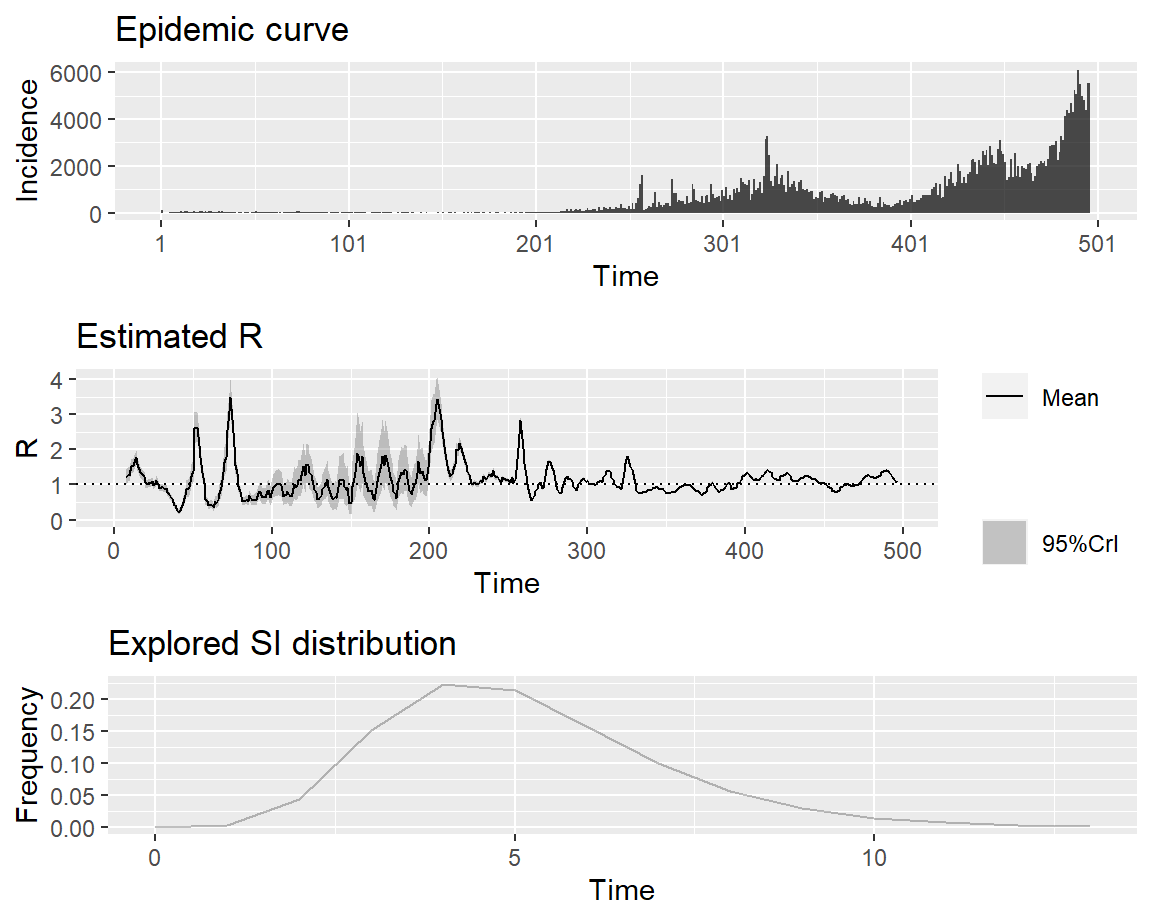 Epidemic curve
Incidence
6000
4000
2000
0
1 101 201 301 401 501
Time
Estimated R
R
4
3
2
1
0
0 100 200 300 400 500
Time
Mean
95%CrI
Explored SI distribution
Frequency
0.20
0.15
0.10
0.05
0.00
0 5 10
Time